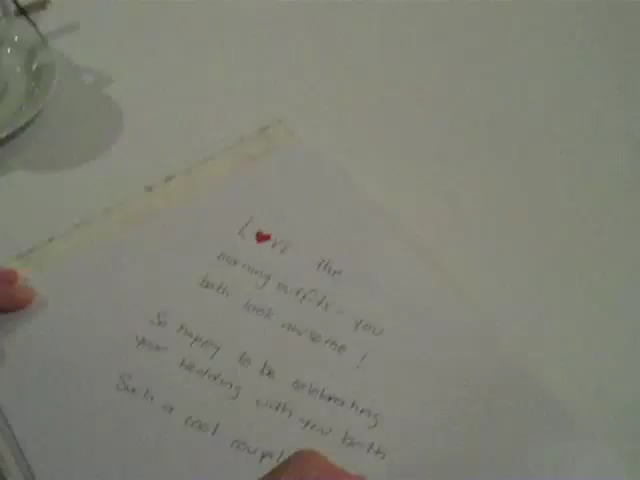 L❤ve the
morning outfits - you
both look awesome!
So happy to be celebrating
your wedding with you both
Such a cool coupl